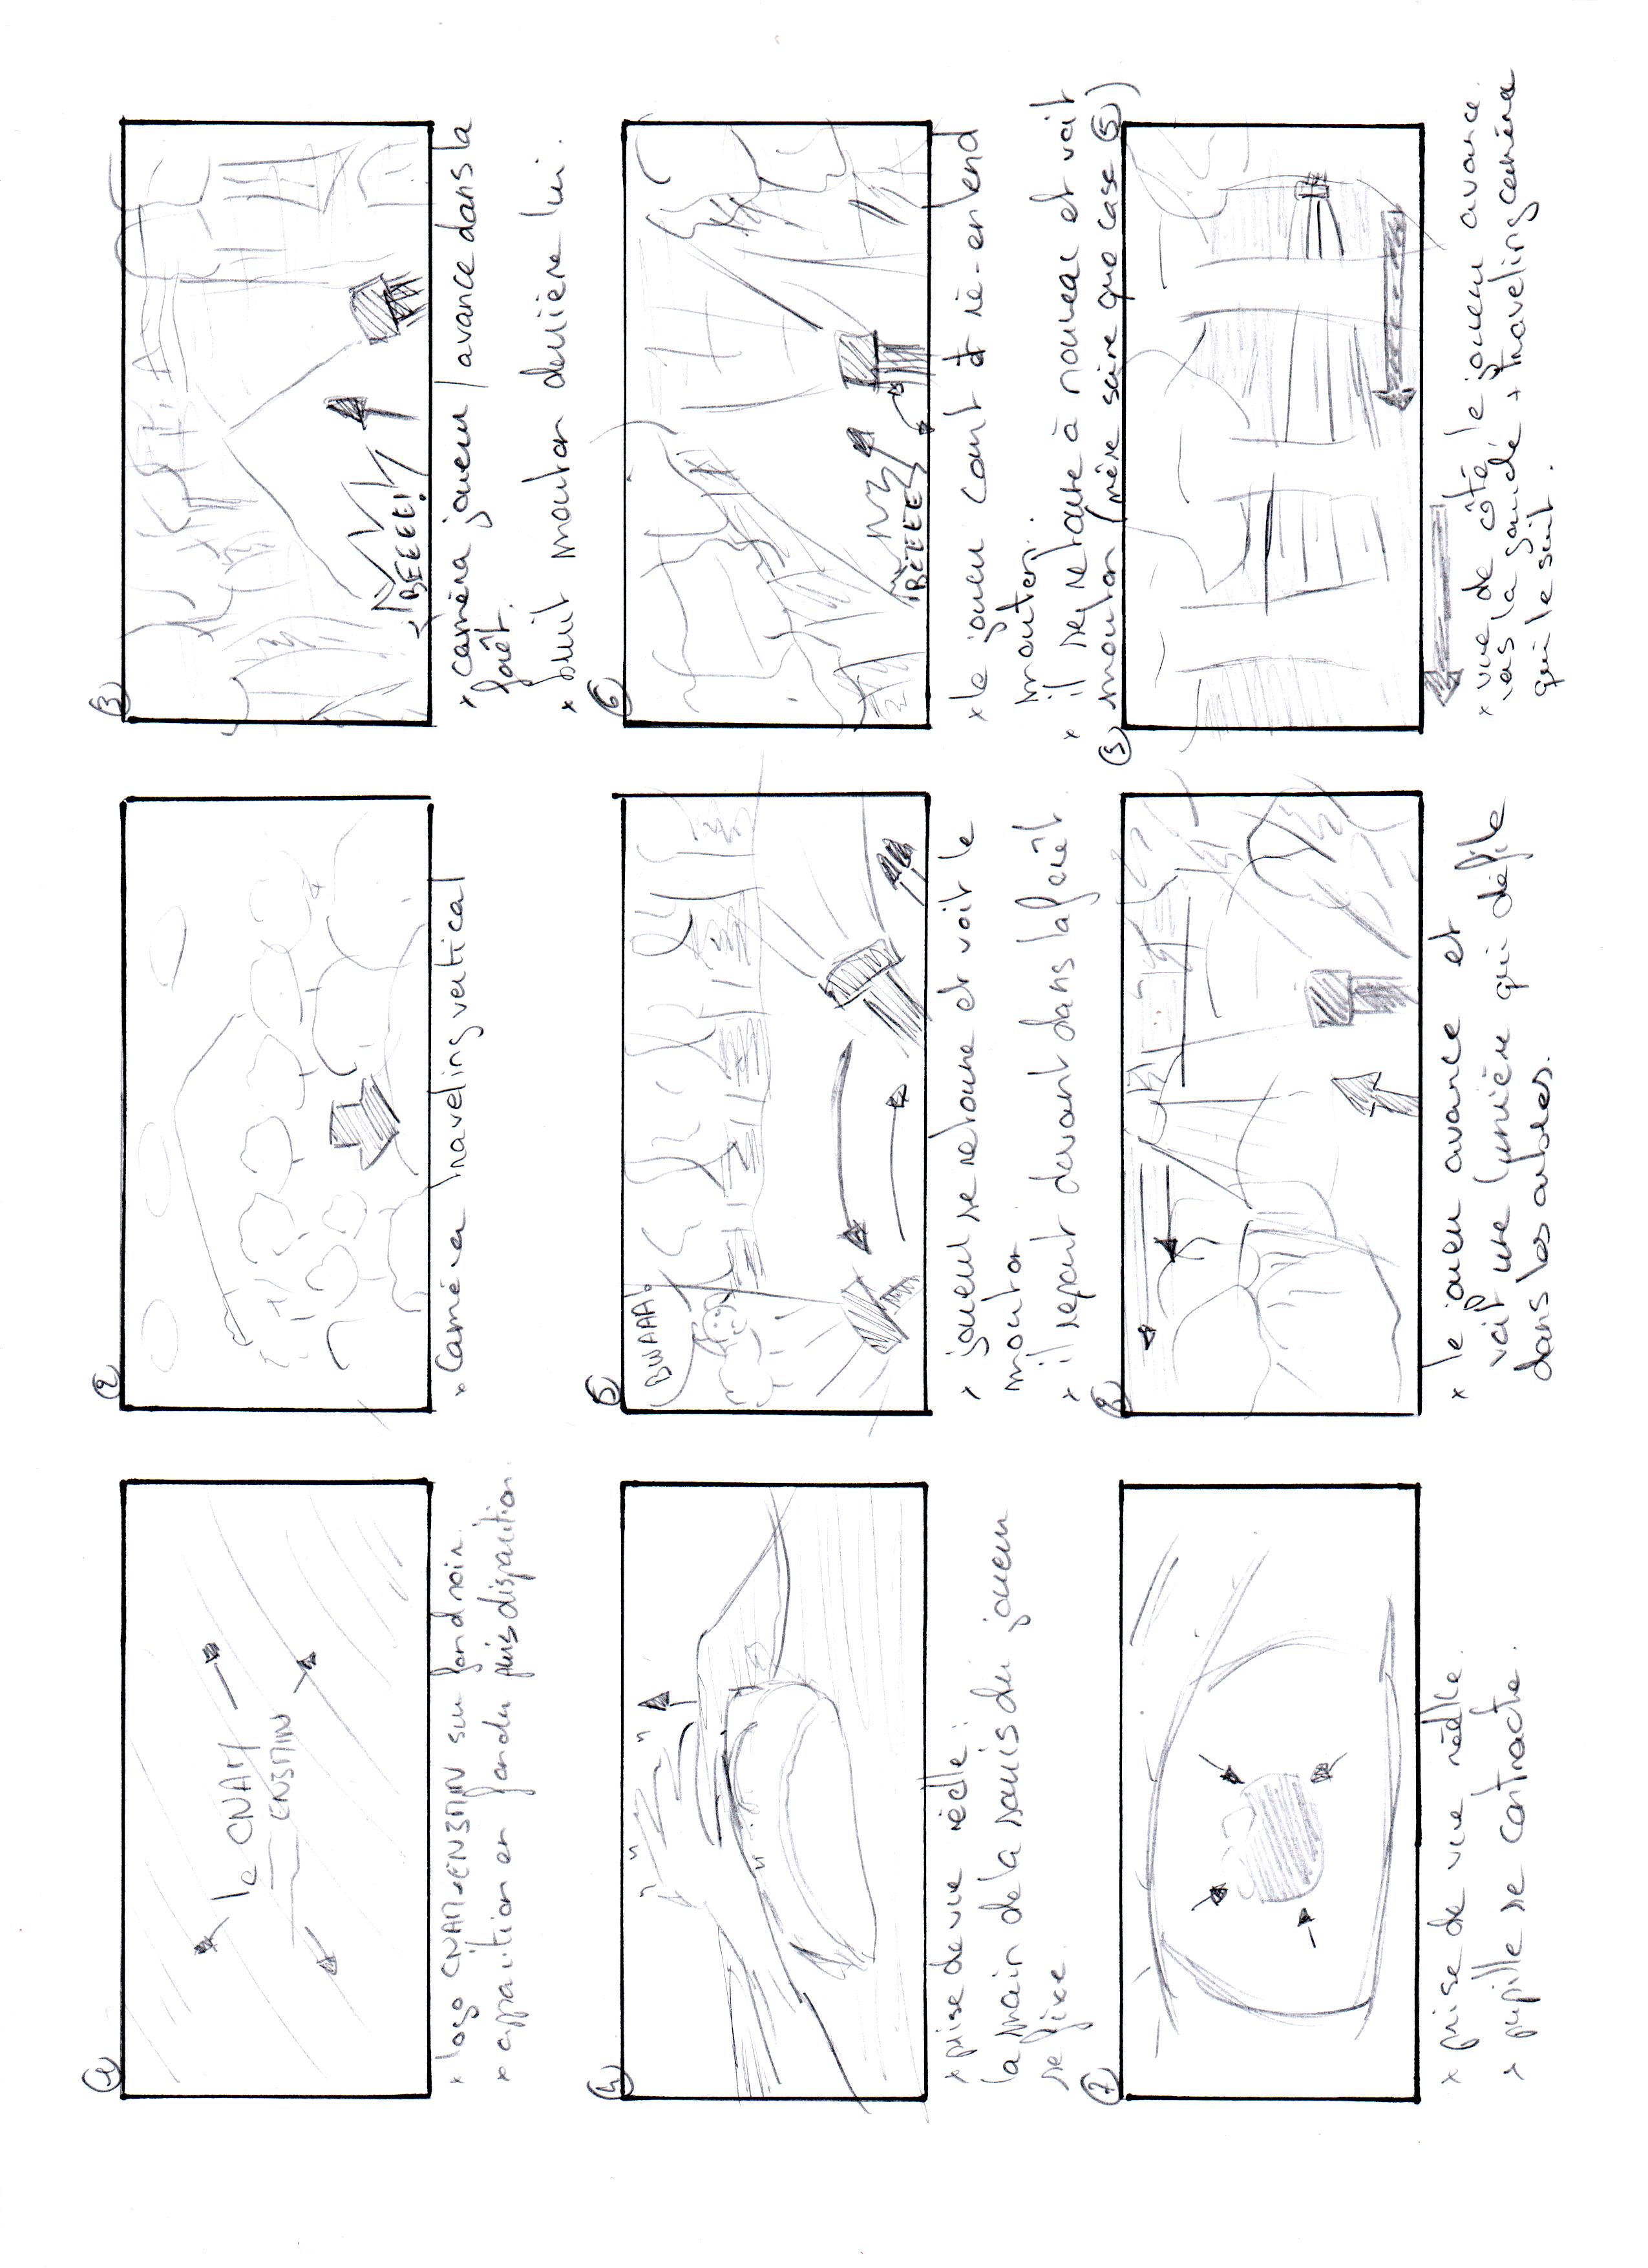 1
le CNAM
ENJMIN
* logo CNAM-ENJMIN sur fond noir.
* apparition en fondu puis disparition.
2
* Caméra traveling vertical
3
BEEEE!
* caméra joueur / avance dans la
forêt.
* bruit mouton derrière lui.
4
* prise de vue réelle :
la main de la souris du joueur
se fixe.
5
BWAAA!
* joueur se retourne et voit le
mouton.
* il repart devant dans la forêt
6
BEEEE
* le joueur court et ré-entend
mouton.
* il se retourne à nouveau et voit
mouton (même scène que case 5)
7
* prise de vue réelle.
* pupille se contracte.
8
* le joueur avance et
voit une lumière qui défile
dans les arbres.
9
* vue de côté, le joueur avance
vers la gauche + traveling caméra
qui le suit.